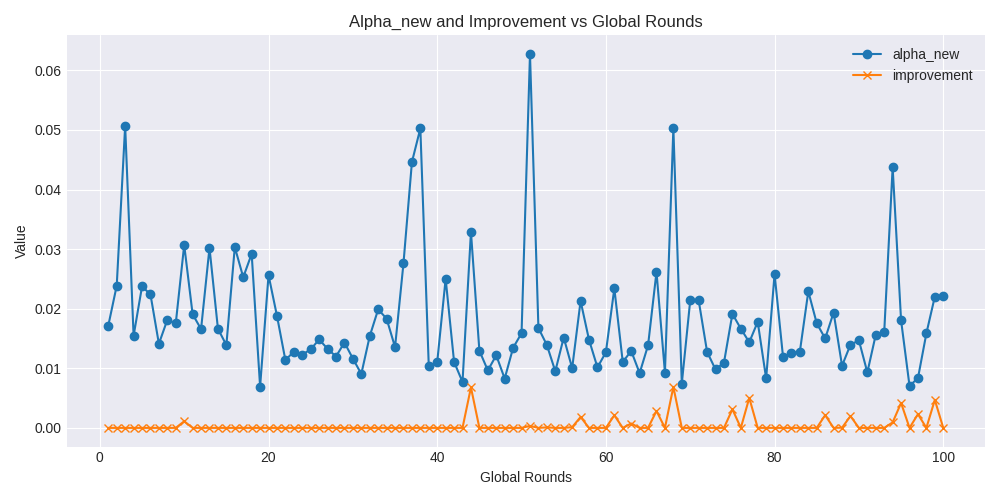 Alpha_new and Improvement vs Global Rounds
alpha_new
improvement
0.06
0.05
0.04
0.03
0.02
0.01
0.00
Value
0
20
40
60
80
100
Global Rounds